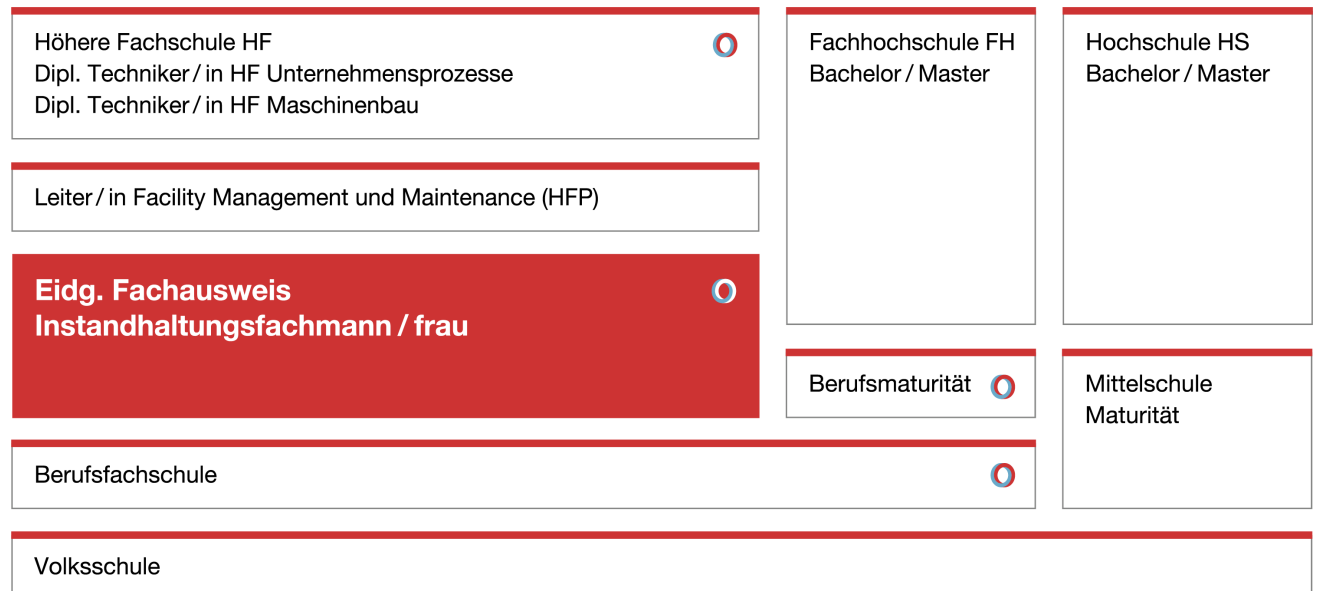 Höhere Fachschule HF
Dipl. Techniker/in HF Unternehmensprozesse
Dipl. Techniker/in HF Maschinenbau
Fachhochschule FH
Bachelor/Master
Hochschule HS
Bachelor/Master
Leiter/in Facility Management und Maintenance (HFP)
Eidg. Fachausweis
Instandhaltungsfachmann/frau
Berufsmaturität
Mittelschule
Maturität
Berufsfachschule
Volksschule